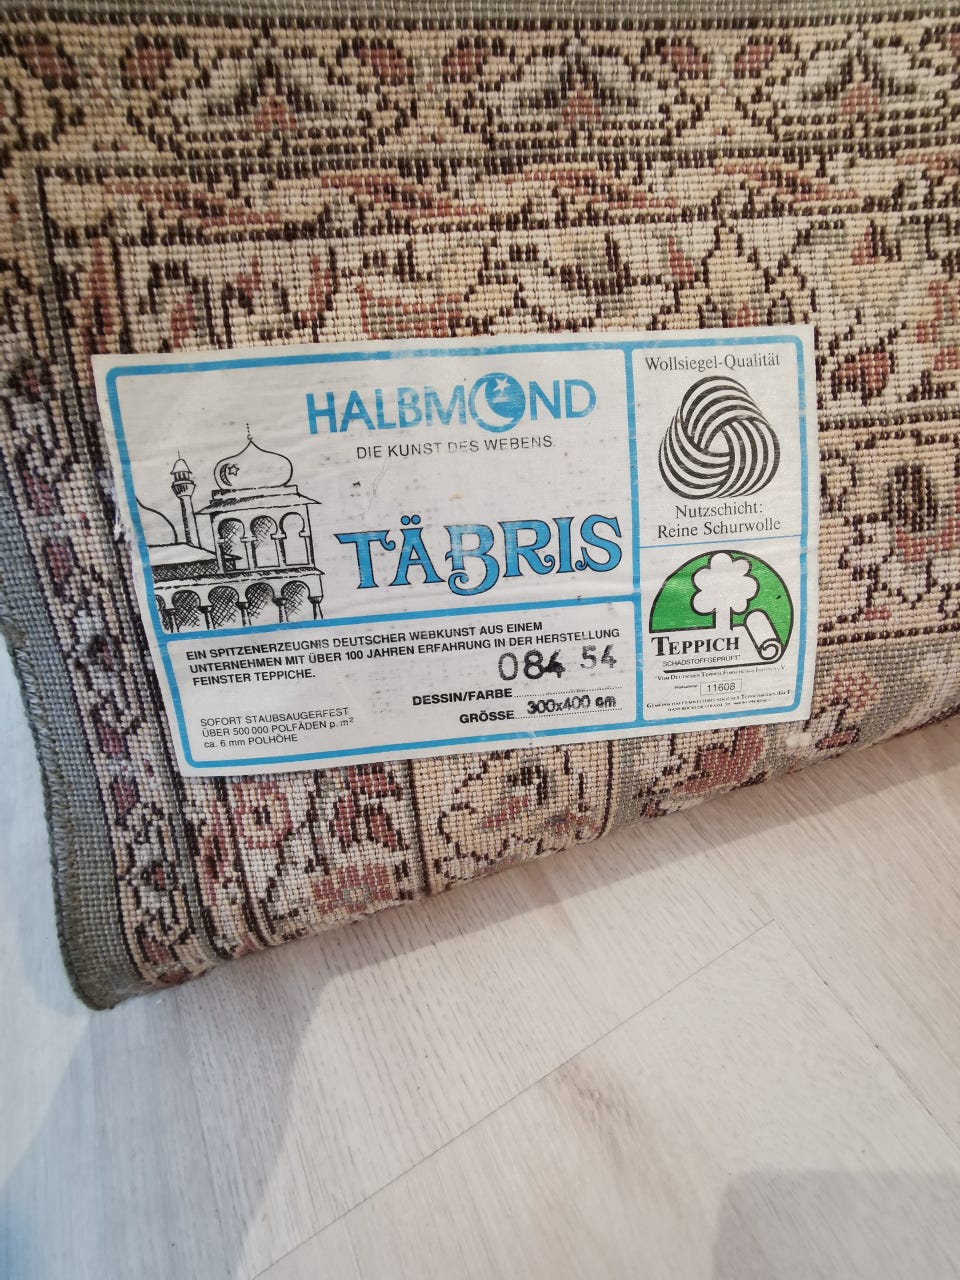 HALBMOND
DIE KUNST DES WEBENS
TÄBRIS
EIN SPITZENERZEUGNIS DEUTSCHER WEBKUNST AUS EINEM
UNTERNEHMEN MIT ÜBER 100 JAHREN ERFAHRUNG IN DER HERSTELLUNG
FEINSTER TEPPICHE.
DESSIN/FARBE 084 54
GRÖSSE 300x400 cm
SOFORT STAUBSAUGERFEST
ÜBER 500 000 POLFÄDEN p. m²
ca. 6 mm POLHÖHE
Wollsiegel-Qualität
Nutzschicht:
Reine Schurwolle
TEPPICH
SCHADSTOFFGEPRÜFT
11608